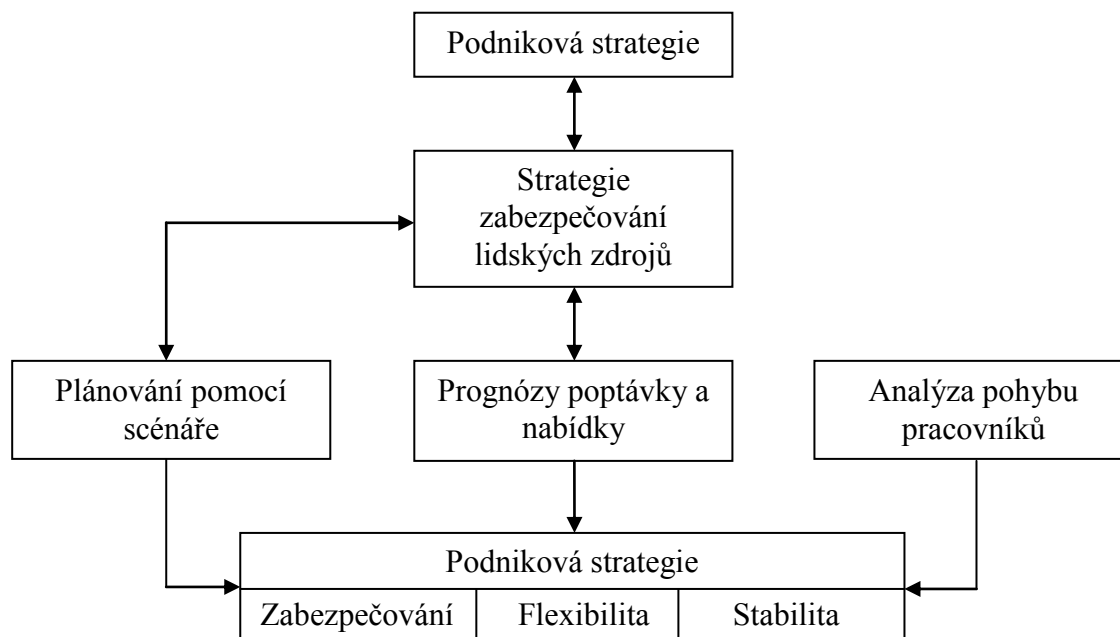 Podniková strategie
Strategie
zabezpečování
lidských zdrojů
Plánování pomocí
scénáře
Prognózy poptávky a
nabídky
Analýza pohybu
pracovníků
Podniková strategie
Zabezpečování
Flexibilita
Stabilita